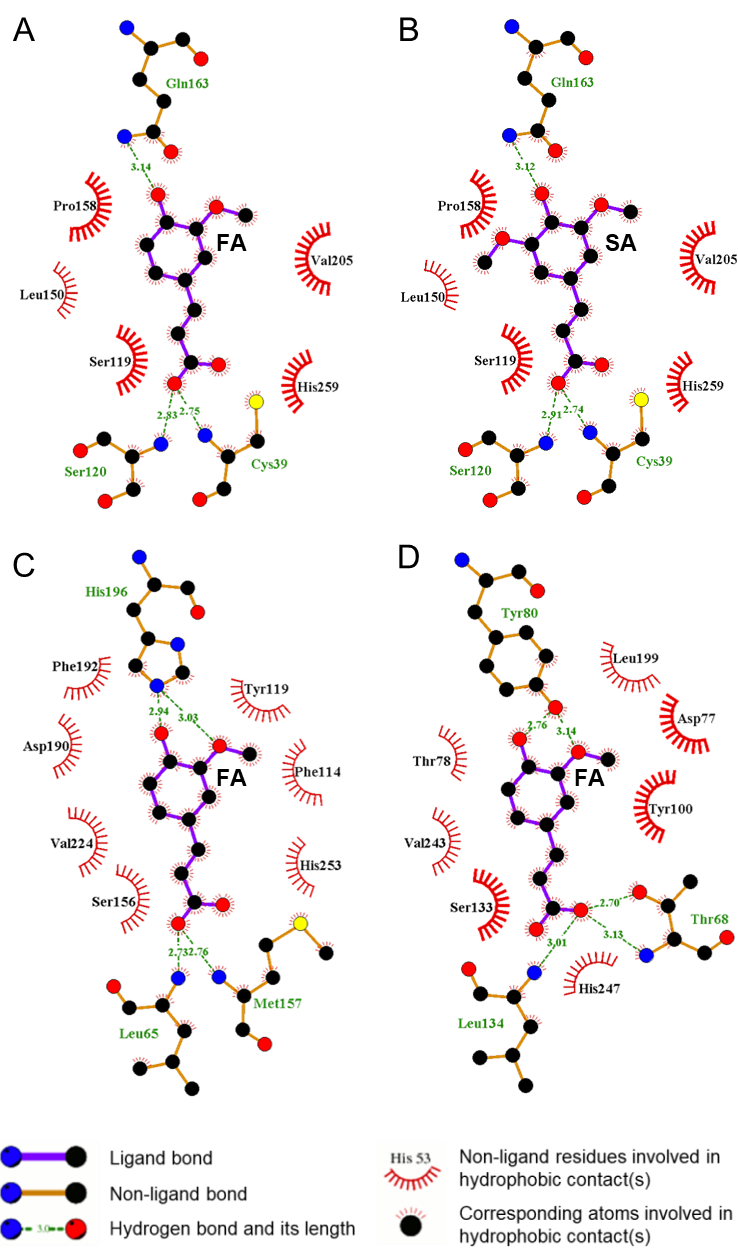 A
Gln163
3.14
Pro158
FA
Val205
Leu150
Ser119
His259
2.83
2.75
Ser120
Cys39
B
Gln163
3.12
Pro158
SA
Val205
Leu150
Ser119
His259
2.91
2.74
Ser120
Cys39
C
His196
Phe192
Tyr119
2.94
3.03
Asp190
Phe114
FA
Val224
His253
Ser156
2.73
2.76
Met157
Leu65
D
Tyr80
Leu199
Asp77
2.76
3.14
Thr78
FA
Tyr100
Val243
Ser133
2.70
Thr68
3.13
3.01
His247
Leu134
Ligand bond
Non-ligand bond
3.0
Hydrogen bond and its length
His 53
Non-ligand residues involved in
hydrophobic contact(s)
Corresponding atoms involved in
hydrophobic contact(s)